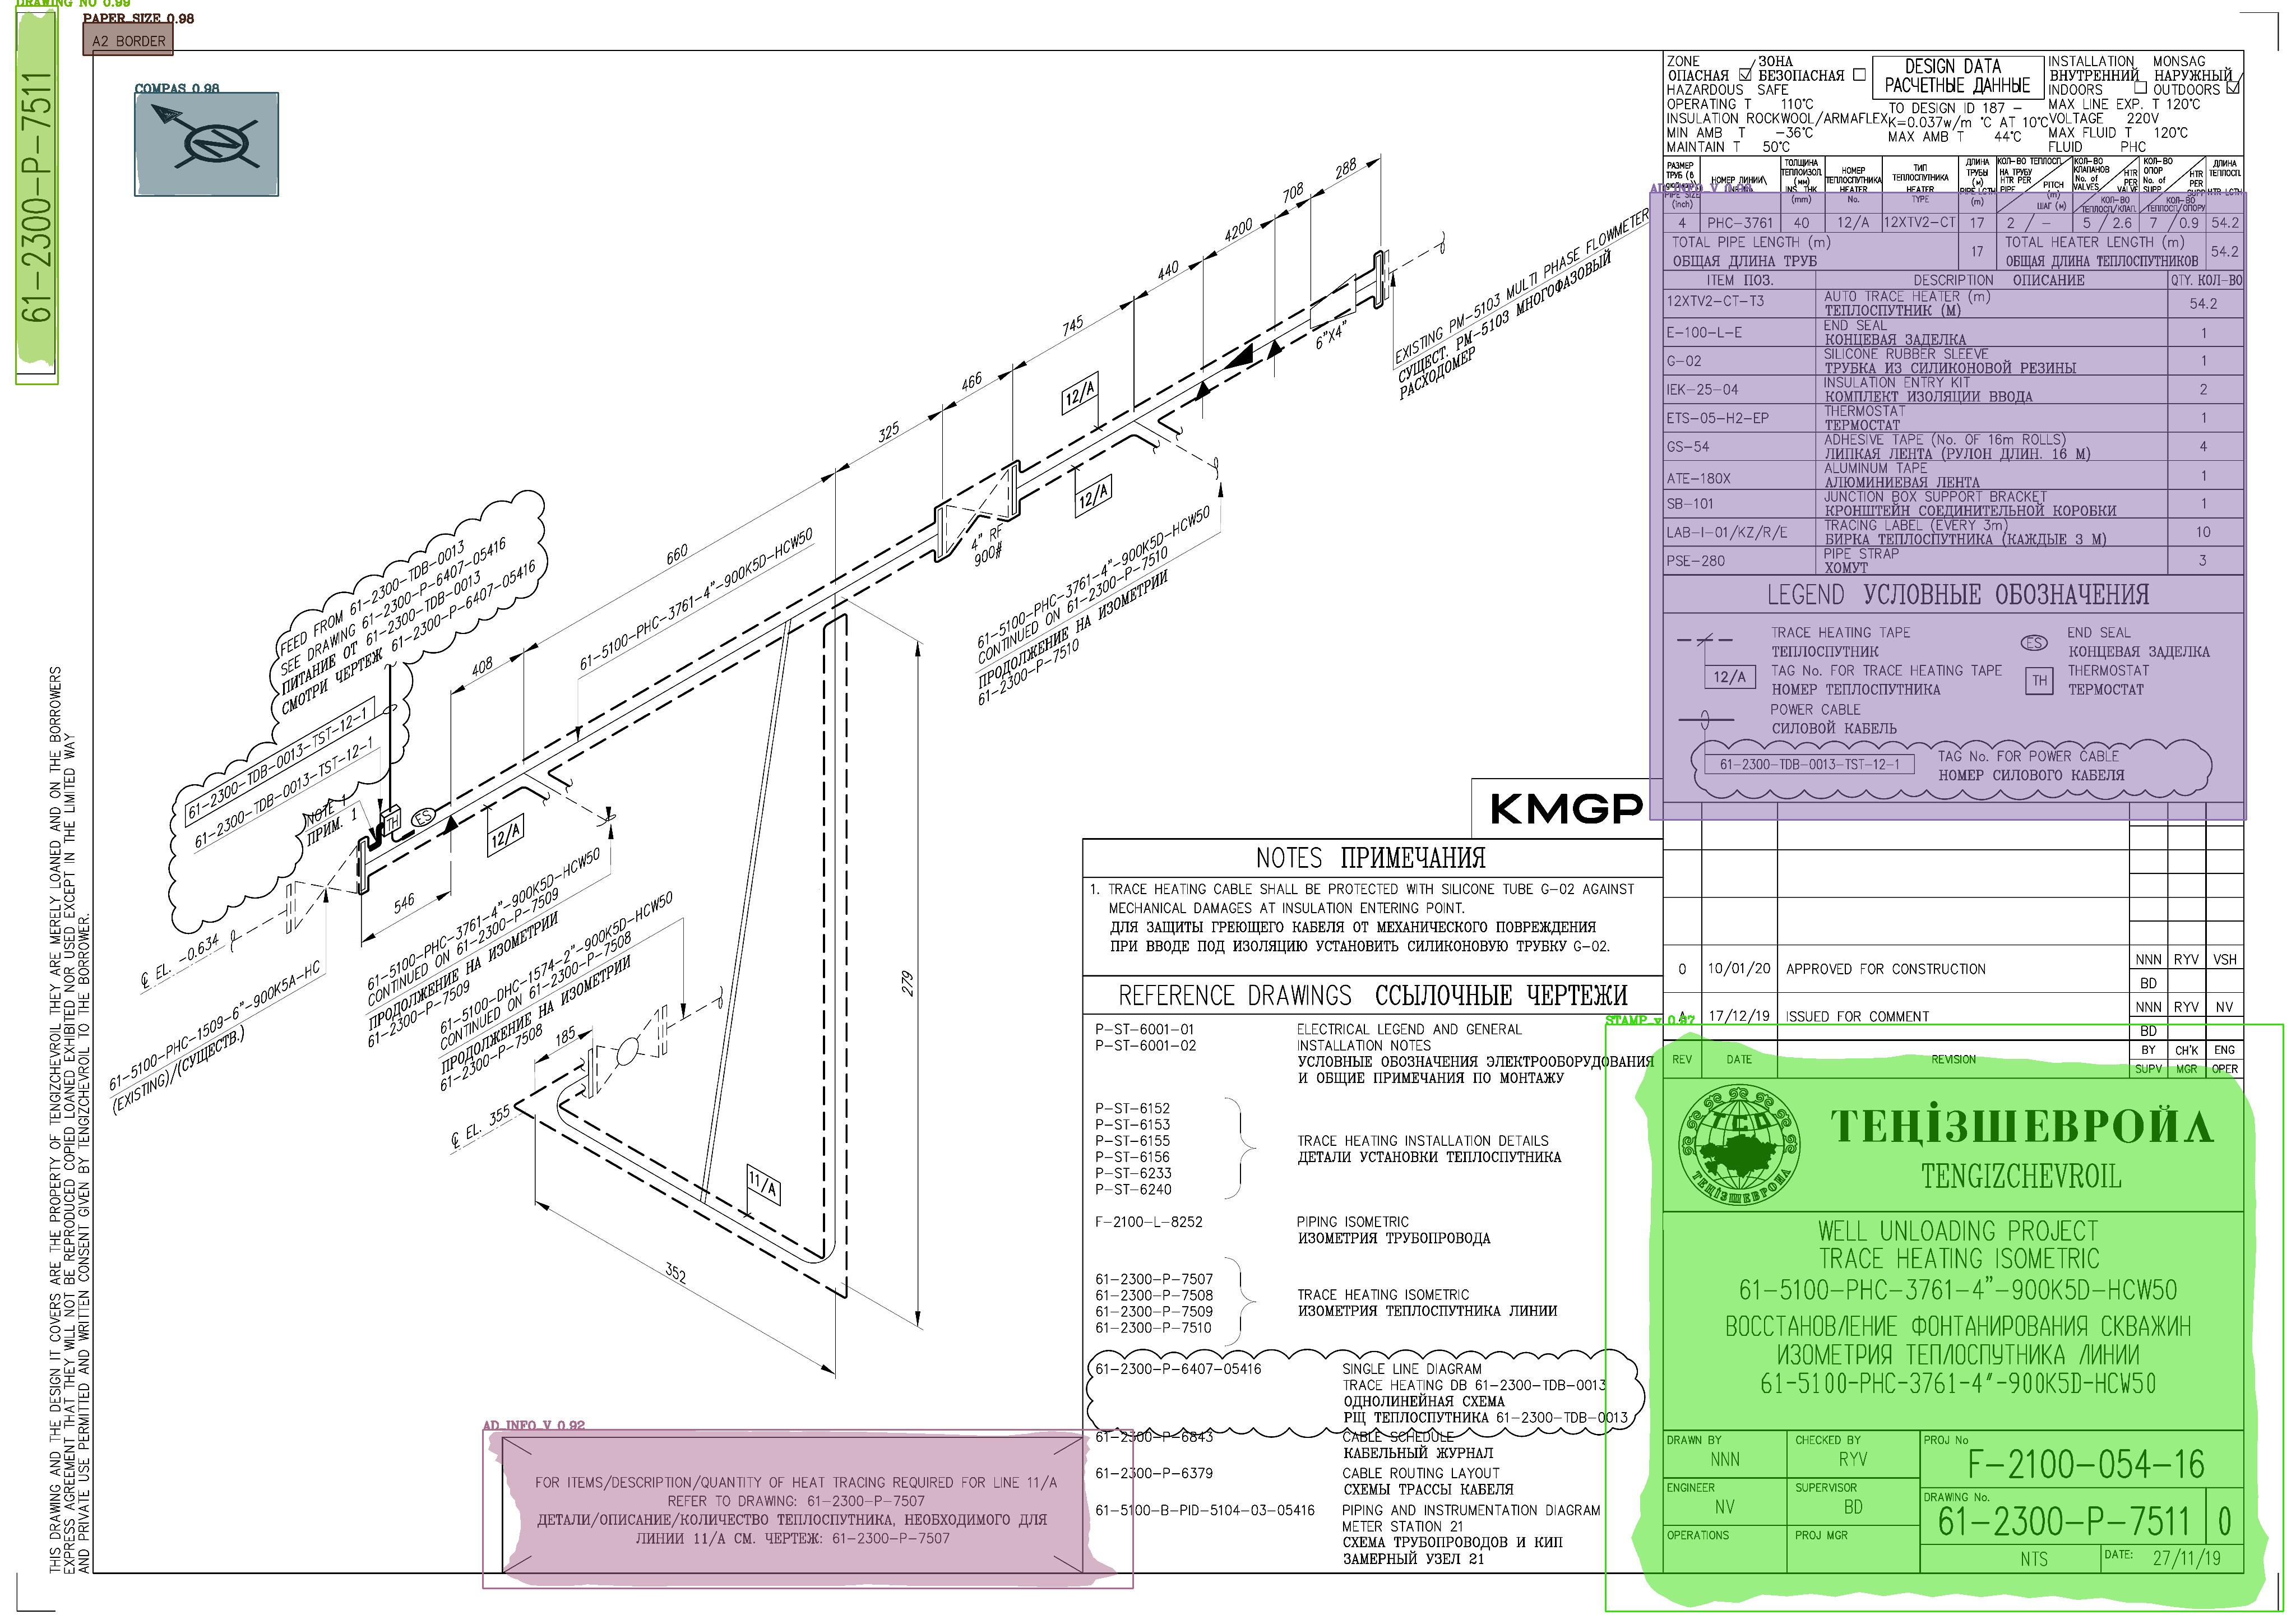 DRAWING NO 0.99
PAPER_SIZE 0.98
A2 BORDER
61-2300-P-7511
COMPAS 0.98
N
ZONE ЗОНА
ОПАСНАЯ БЕЗОПАСНАЯ
HAZARDOUS SAFE
DESIGN DATA
РАСЧЕТНЫЕ ДАННЫЕ
INSTALLATION MONSAG
ВНУТРЕННИЙ НАРУЖНЫЙ
INDOORS OUTDOORS
OPERATING T 110°C
INSULATION ROCKWOOL/ARMAFLEX
MIN AMB T -36°C
MAINTAIN T 50°C
TO DESIGN ID 187 -
K=0.037w/m °C AT 10°C
MAX AMB T 44°C
MAX LINE EXP. T 120°C
VOLTAGE 220V
MAX FLUID T 120°C
FLUID PHC
РАЗМЕР ТРУБ (в
PIPE SIZE (inch)
НОМЕР ЛИНИИ
ТОЛЩИНА ТЕПЛОИЗОЛ. (мм) INS. THK (mm)
НОМЕР ТЕПЛОСПУТНИКА HEATER No.
ТИП ТЕПЛОСПУТНИКА HEATER TYPE
ДЛИНА ТРУБЫ (м) PIPE LGTH (m)
КОЛ-ВО ТЕПЛОСП. НА ТРУБУ HTR PER PIPE
PITCH (m) ШАГ (м)
КОЛ-ВО КЛАПАНОВ No. of VALVES
HTR PER VALVE КОЛ-ВО ТЕПЛОСП/КЛАП.
КОЛ-ВО ОПОР No. of SUPP.
HTR PER SUPP КОЛ-ВО ТЕПЛОСП/ОПОРУ
ДЛИНА ТЕПЛОСП. HTR LGTH
4 PHC-3761 40 12/A 12XTV2-CT 17 2 / - 5 / 2.6 7 / 0.9 54.2
TOTAL PIPE LENGTH (m) 17 TOTAL HEATER LENGTH (m) 54.2
ОБЩАЯ ДЛИНА ТРУБ ОБЩАЯ ДЛИНА ТЕПЛОСПУТНИКОВ
ITEM ПОЗ. DESCRIPTION ОПИСАНИЕ QTY. КОЛ-ВО
12XTV2-CT-T3 AUTO TRACE HEATER (m) 54.2
ТЕПЛОСПУТНИК (М)
E-100-L-E END SEAL 1
КОНЦЕВАЯ ЗАДЕЛКА
G-02 SILICONE RUBBER SLEEVE 1
ТРУБКА ИЗ СИЛИКОНОВОЙ РЕЗИНЫ
IEK-25-04 INSULATION ENTRY KIT 2
КОМПЛЕКТ ИЗОЛЯЦИИ ВВОДА
ETS-05-H2-EP THERMOSTAT 1
ТЕРМОСТАТ
GS-54 ADHESIVE TAPE (No. OF 16m ROLLS) 4
ЛИПКАЯ ЛЕНТА (РУЛОН ДЛИН. 16 М)
ATE-180X ALUMINUM TAPE 1
АЛЮМИНИЕВАЯ ЛЕНТА
SB-101 JUNCTION BOX SUPPORT BRACKET 1
КРОНШТЕЙН СОЕДИНИТЕЛЬНОЙ КОРОБКИ
LAB-I-01/KZ/R/E TRACING LABEL (EVERY 3m) 10
БИРКА ТЕПЛОСПУТНИКА (КАЖДЫЕ 3 М)
PSE-280 PIPE STRAP 3
ХОМУТ
LEGEND УСЛОВНЫЕ ОБОЗНАЧЕНИЯ
TRACE HEATING TAPE
ТЕПЛОСПУТНИК
ES END SEAL
КОНЦЕВАЯ ЗАДЕЛКА
12/A TAG No. FOR TRACE HEATING TAPE
НОМЕР ТЕПЛОСПУТНИКА
TH THERMOSTAT
ТЕРМОСТАТ
POWER CABLE
СИЛОВОЙ КАБЕЛЬ
61-2300-TDB-0013-TST-12-1 TAG No. FOR POWER CABLE
НОМЕР СИЛОВОГО КАБЕЛЯ
288
708
4200
440
745
466
325
660
408
546
6"X4"
EXISTING PM-5103 MULTI PHASE FLOWMETER
СУЩЕСТ. PM-5103 МНОГОФАЗОВЫЙ
РАСХОДОМЕР
12/A
12/A
4" RF
900#
61-5100-PHC-3761-4"-900K5D-HCW50
CONTINUED ON 61-2300-P-7510
ПРОДОЛЖЕНИЕ НА ИЗОМЕТРИИ
61-2300-P-7510
61-5100-PHC-3761-4"-900K5D-HCW50
FEED FROM 61-2300-TDB-0013
SEE DRAWING 61-2300-P-6407-05416
ПИТАНИЕ ОТ 61-2300-TDB-0013
СМОТРИ ЧЕРТЕЖ 61-2300-P-6407-05416
61-2300-TDB-0013-TST-12-1
61-2300-TDB-0013-TST-12-1
NOTE 1
ПРИМ. 1
TH
ES
12/A
℄ EL. -0.634
61-5100-PHC-1509-6"-900K5A-HC
(EXISTING)/(СУЩЕСТВ.)
61-5100-PHC-3761-4"-900K5D-HCW50
CONTINUED ON 61-2300-P-7509
ПРОДОЛЖЕНИЕ НА ИЗОМЕТРИИ
61-2300-P-7509
61-5100-DHC-1574-2"-900K5D-HCW50
CONTINUED ON 61-2300-P-7508
ПРОДОЛЖЕНИЕ НА ИЗОМЕТРИИ
61-2300-P-7508
185
℄ EL. 355
279
11/A
352
KMGP
NOTES ПРИМЕЧАНИЯ
1. TRACE HEATING CABLE SHALL BE PROTECTED WITH SILICONE TUBE G-02 AGAINST
MECHANICAL DAMAGES AT INSULATION ENTERING POINT.
ДЛЯ ЗАЩИТЫ ГРЕЮЩЕГО КАБЕЛЯ ОТ МЕХАНИЧЕСКОГО ПОВРЕЖДЕНИЯ
ПРИ ВВОДЕ ПОД ИЗОЛЯЦИЮ УСТАНОВИТЬ СИЛИКОНОВУЮ ТРУБКУ G-02.
REFERENCE DRAWINGS ССЫЛОЧНЫЕ ЧЕРТЕЖИ
P-ST-6001-01 ELECTRICAL LEGEND AND GENERAL
P-ST-6001-02 INSTALLATION NOTES
УСЛОВНЫЕ ОБОЗНАЧЕНИЯ ЭЛЕКТРООБОРУДОВАНИЯ
И ОБЩИЕ ПРИМЕЧАНИЯ ПО МОНТАЖУ
P-ST-6152
P-ST-6153
P-ST-6155 TRACE HEATING INSTALLATION DETAILS
P-ST-6156 ДЕТАЛИ УСТАНОВКИ ТЕПЛОСПУТНИКА
P-ST-6233
P-ST-6240
F-2100-L-8252 PIPING ISOMETRIC
ИЗОМЕТРИЯ ТРУБОПРОВОДА
61-2300-P-7507
61-2300-P-7508 TRACE HEATING ISOMETRIC
61-2300-P-7509 ИЗОМЕТРИЯ ТЕПЛОСПУТНИКА ЛИНИИ
61-2300-P-7510
61-2300-P-6407-05416 SINGLE LINE DIAGRAM
TRACE HEATING DB 61-2300-TDB-0013
ОДНОЛИНЕЙНАЯ СХЕМА
РЩ ТЕПЛОСПУТНИКА 61-2300-TDB-0013
61-2300-P-6843 CABLE SCHEDULE
КАБЕЛЬНЫЙ ЖУРНАЛ
61-2300-P-6379 CABLE ROUTING LAYOUT
СХЕМЫ ТРАССЫ КАБЕЛЯ
61-5100-B-PID-5104-03-05416 PIPING AND INSTRUMENTATION DIAGRAM
METER STATION 21
СХЕМА ТРУБОПРОВОДОВ И КИП
ЗАМЕРНЫЙ УЗЕЛ 21
0 10/01/20 APPROVED FOR CONSTRUCTION NNN RYV VSH
BD
A 17/12/19 ISSUED FOR COMMENT NNN RYV NV
BD
REV DATE REVISION BY CH'K ENG
SUPV MGR OPER
ТСО
ТЕҢІЗШЕВРОЙЛ
ТЕҢІЗШЕВРОЙЛ
TENGIZCHEVROIL
WELL UNLOADING PROJECT
TRACE HEATING ISOMETRIC
61-5100-PHC-3761-4"-900K5D-HCW50
ВОССТАНОВЛЕНИЕ ФОНТАНИРОВАНИЯ СКВАЖИН
ИЗОМЕТРИЯ ТЕПЛОСПУТНИКА ЛИНИИ
61-5100-PHC-3761-4"-900K5D-HCW50
DRAWN BY NNN
CHECKED BY RYV
PROJ No F-2100-054-16
ENGINEER NV
SUPERVISOR BD
DRAWING No. 61-2300-P-7511 0
OPERATIONS PROJ MGR
NTS DATE: 27/11/19
AD_INFO_V 0.92
FOR ITEMS/DESCRIPTION/QUANTITY OF HEAT TRACING REQUIRED FOR LINE 11/A
REFER TO DRAWING: 61-2300-P-7507
ДЕТАЛИ/ОПИСАНИЕ/КОЛИЧЕСТВО ТЕПЛОСПУТНИКА, НЕОБХОДИМОГО ДЛЯ
ЛИНИИ 11/A СМ. ЧЕРТЕЖ: 61-2300-P-7507
THIS DRAWING AND THE DESIGN IT COVERS ARE THE PROPERTY OF TENGIZCHEVROIL THEY ARE MERELY LOANED AND ON THE BORROWERS
EXPRESS AGREEMENT THAT THEY WILL NOT BE REPRODUCED COPIED LOANED EXHIBITED NOR USED EXCEPT IN THE LIMITED WAY
AND PRIVATE USE PERMITTED AND WRITTEN CONSENT GIVEN BY TENGIZCHEVROIL TO THE BORROWER.